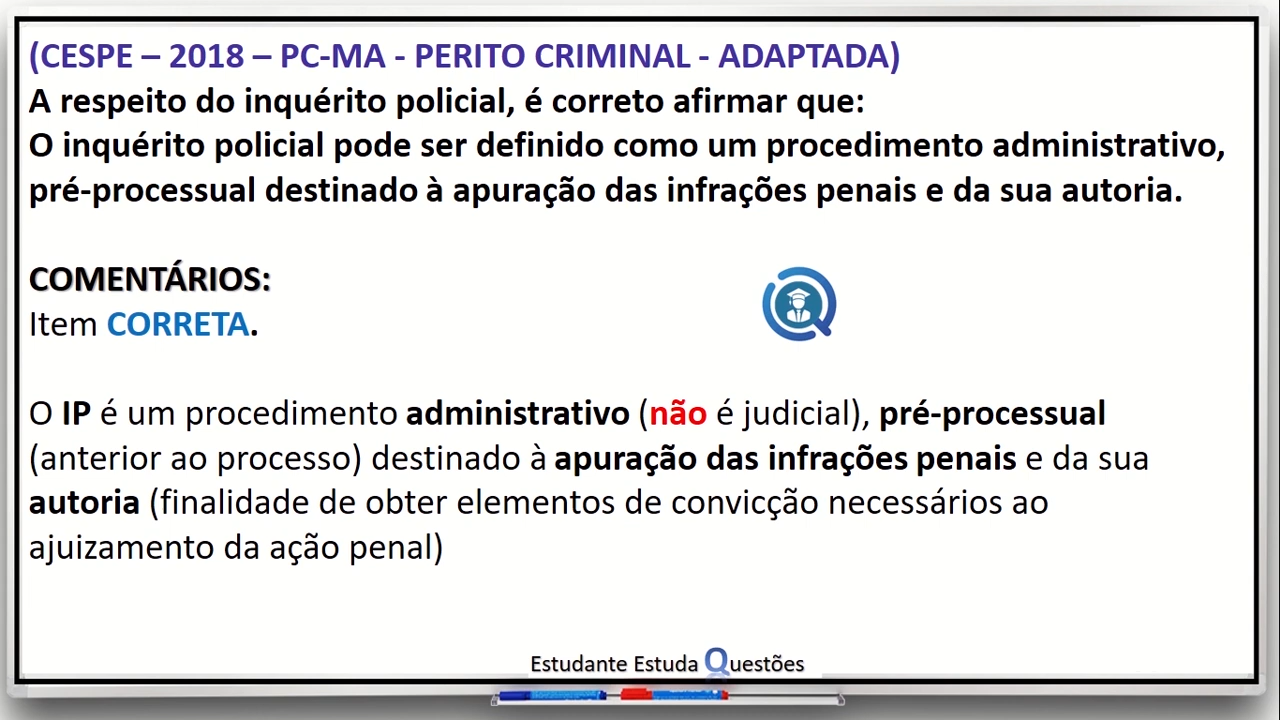 (CESPE – 2018 – PC-MA - PERITO CRIMINAL - ADAPTADA)
A respeito do inquérito policial, é correto afirmar que:
O inquérito policial pode ser definido como um procedimento administrativo,
pré-processual destinado à apuração das infrações penais e da sua autoria.
COMENTÁRIOS:
Item CORRETA.
O IP é um procedimento administrativo (não é judicial), pré-processual
(anterior ao processo) destinado à apuração das infrações penais e da sua
autoria (finalidade de obter elementos de convicção necessários ao
ajuizamento da ação penal)
Estudante Estuda Questões